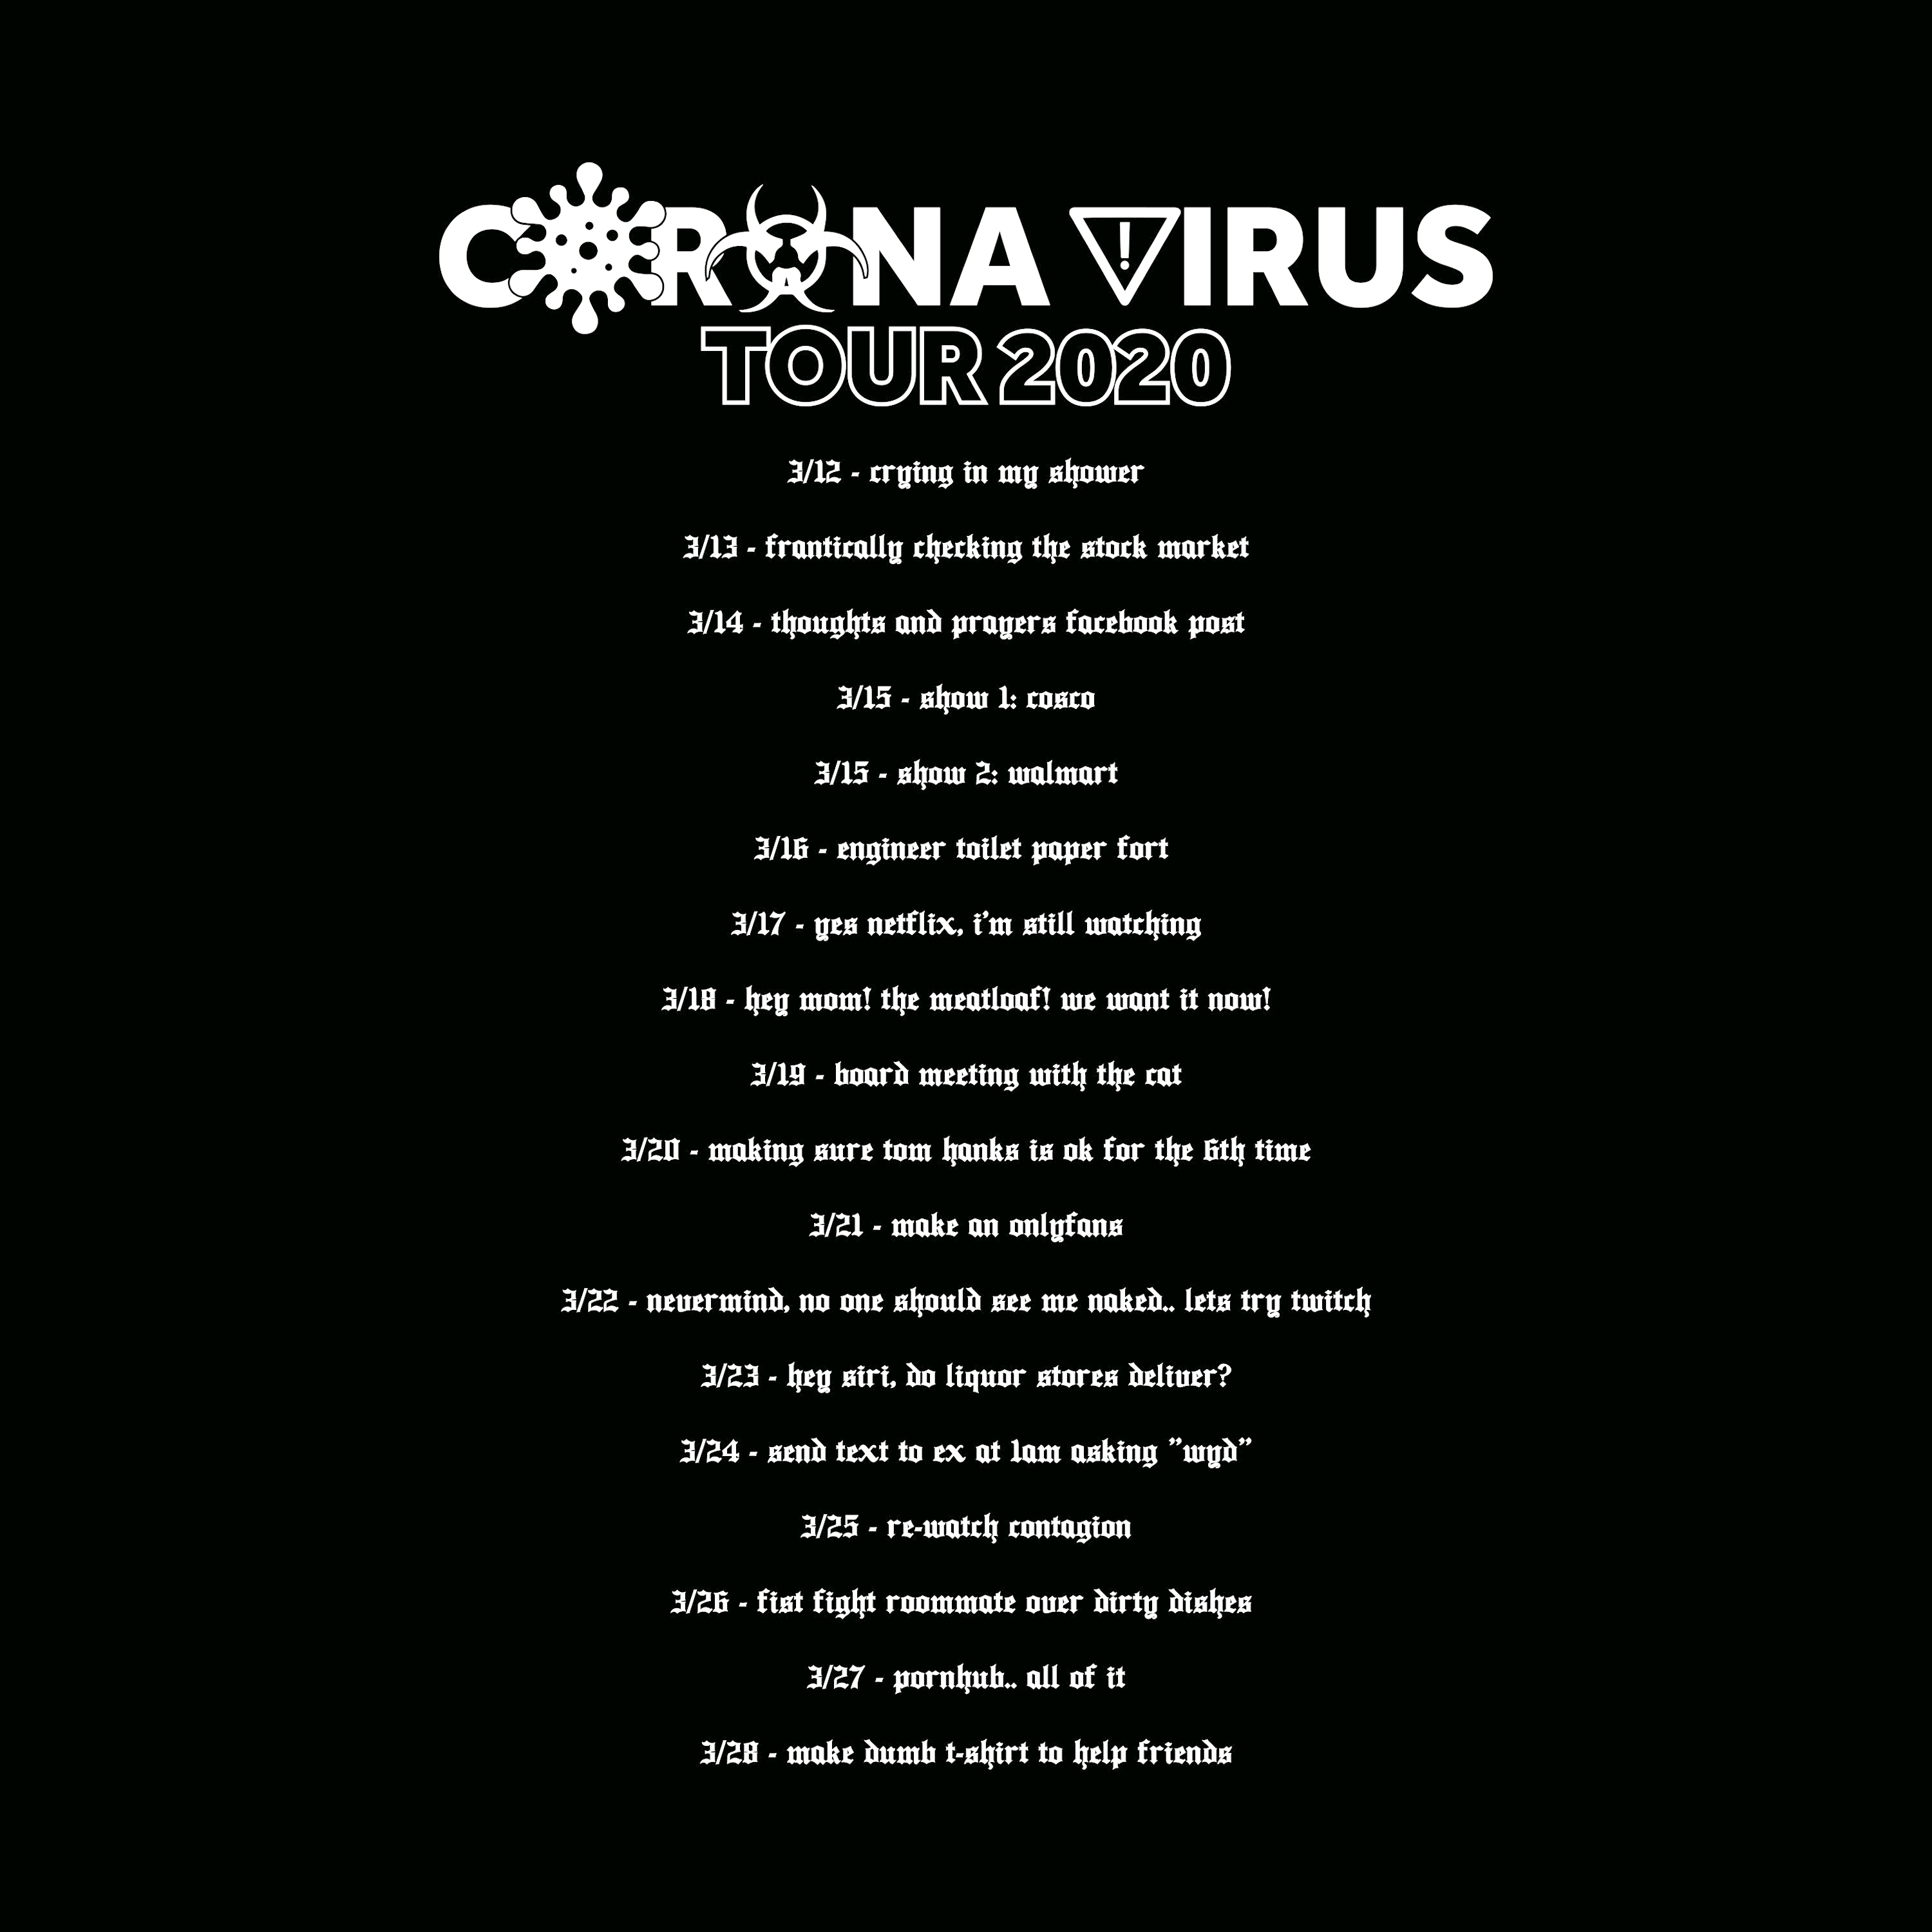 CORONA VIRUS
TOUR 2020
3/12 - crying in my shower
3/13 - frantically checking the stock market
3/14 - thoughts and prayers facebook post
3/15 - show 1: cosco
3/15 - show 2: walmart
3/16 - engineer toilet paper fort
3/17 - yes netflix, i'm still watching
3/18 - hey mom! the meatloaf! we want it now!
3/19 - board meeting with the cat
3/20 - making sure tom hanks is ok for the 6th time
3/21 - make an onlyfans
3/22 - nevermind, no one should see me naked.. lets try twitch
3/23 - hey siri, do liquor stores deliver?
3/24 - send text to ex at 1am asking "wyd"
3/25 - re-watch contagion
3/26 - fist fight roommate over dirty dishes
3/27 - pornhub.. all of it
3/28 - make dumb t-shirt to help friends